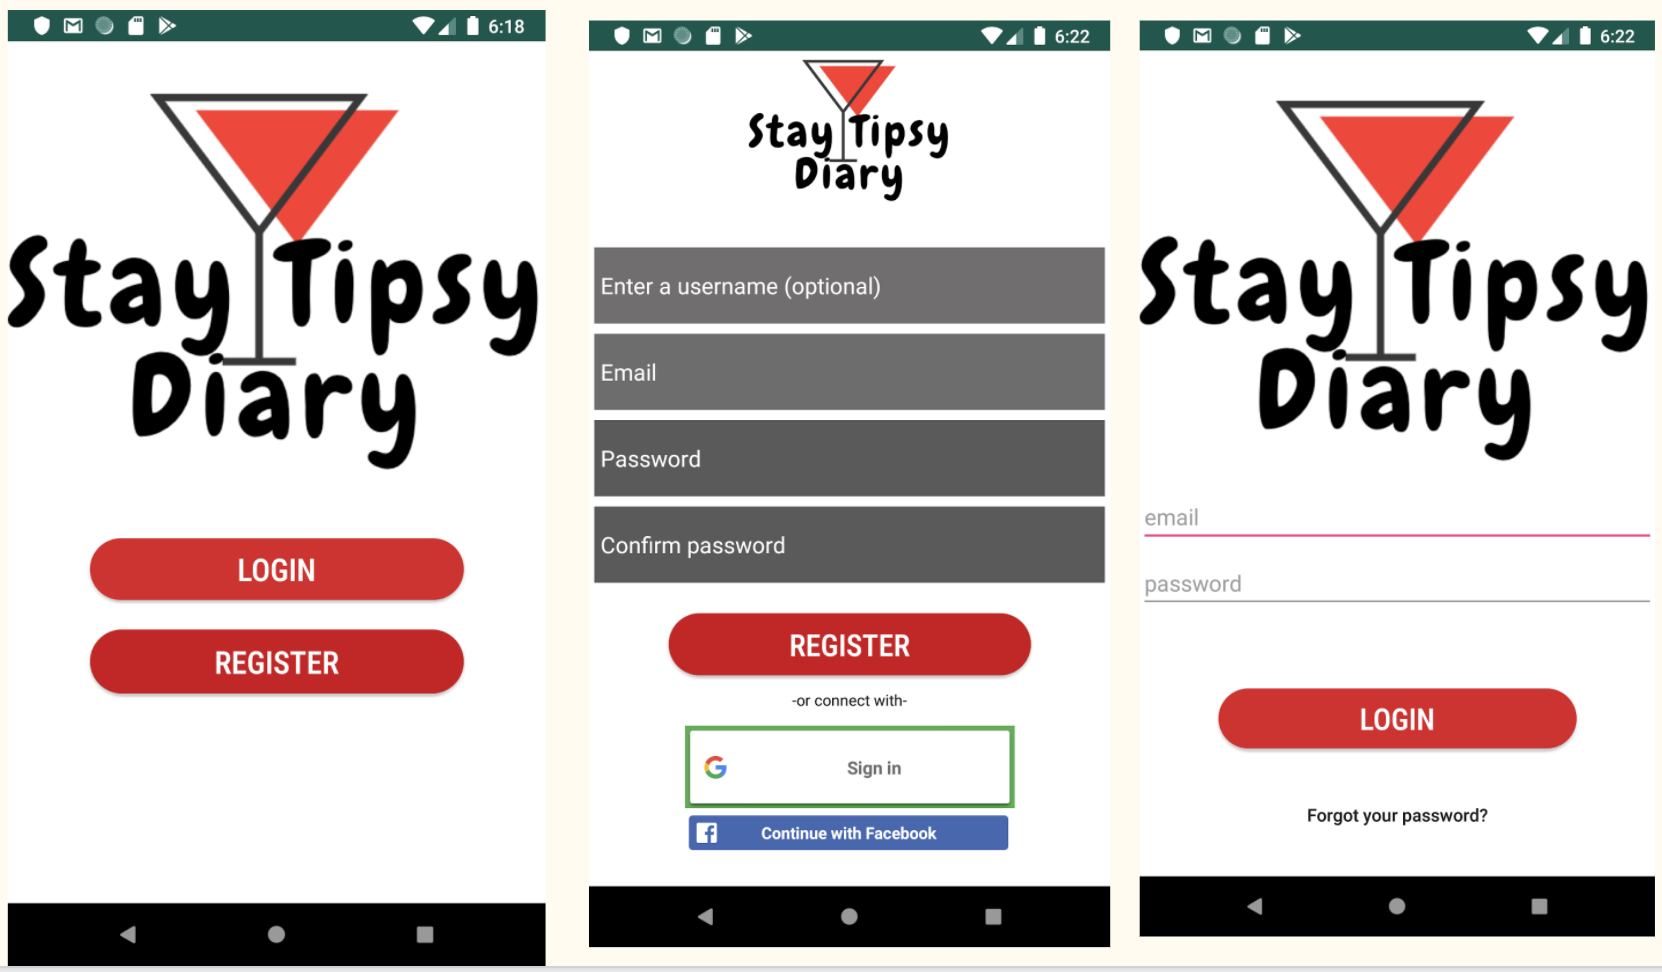 6:18
Stay Tipsy
Diary
LOGIN
REGISTER
6:22
Stay Tipsy
Diary
Enter a username (optional)
Email
Password
Confirm password
REGISTER
-or connect with-
G Sign in
f Continue with Facebook
6:22
Stay Tipsy
Diary
email
password
LOGIN
Forgot your password?